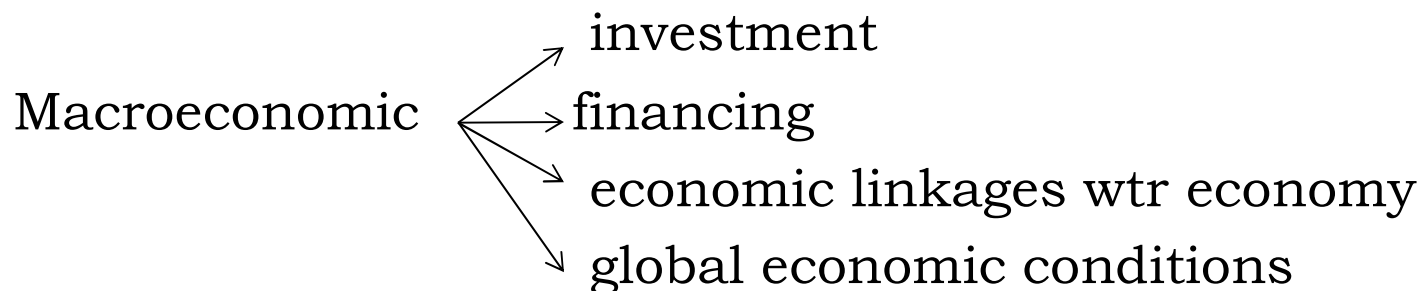 investment
Macroeconomic financing
economic linkages wtr economy
global economic conditions